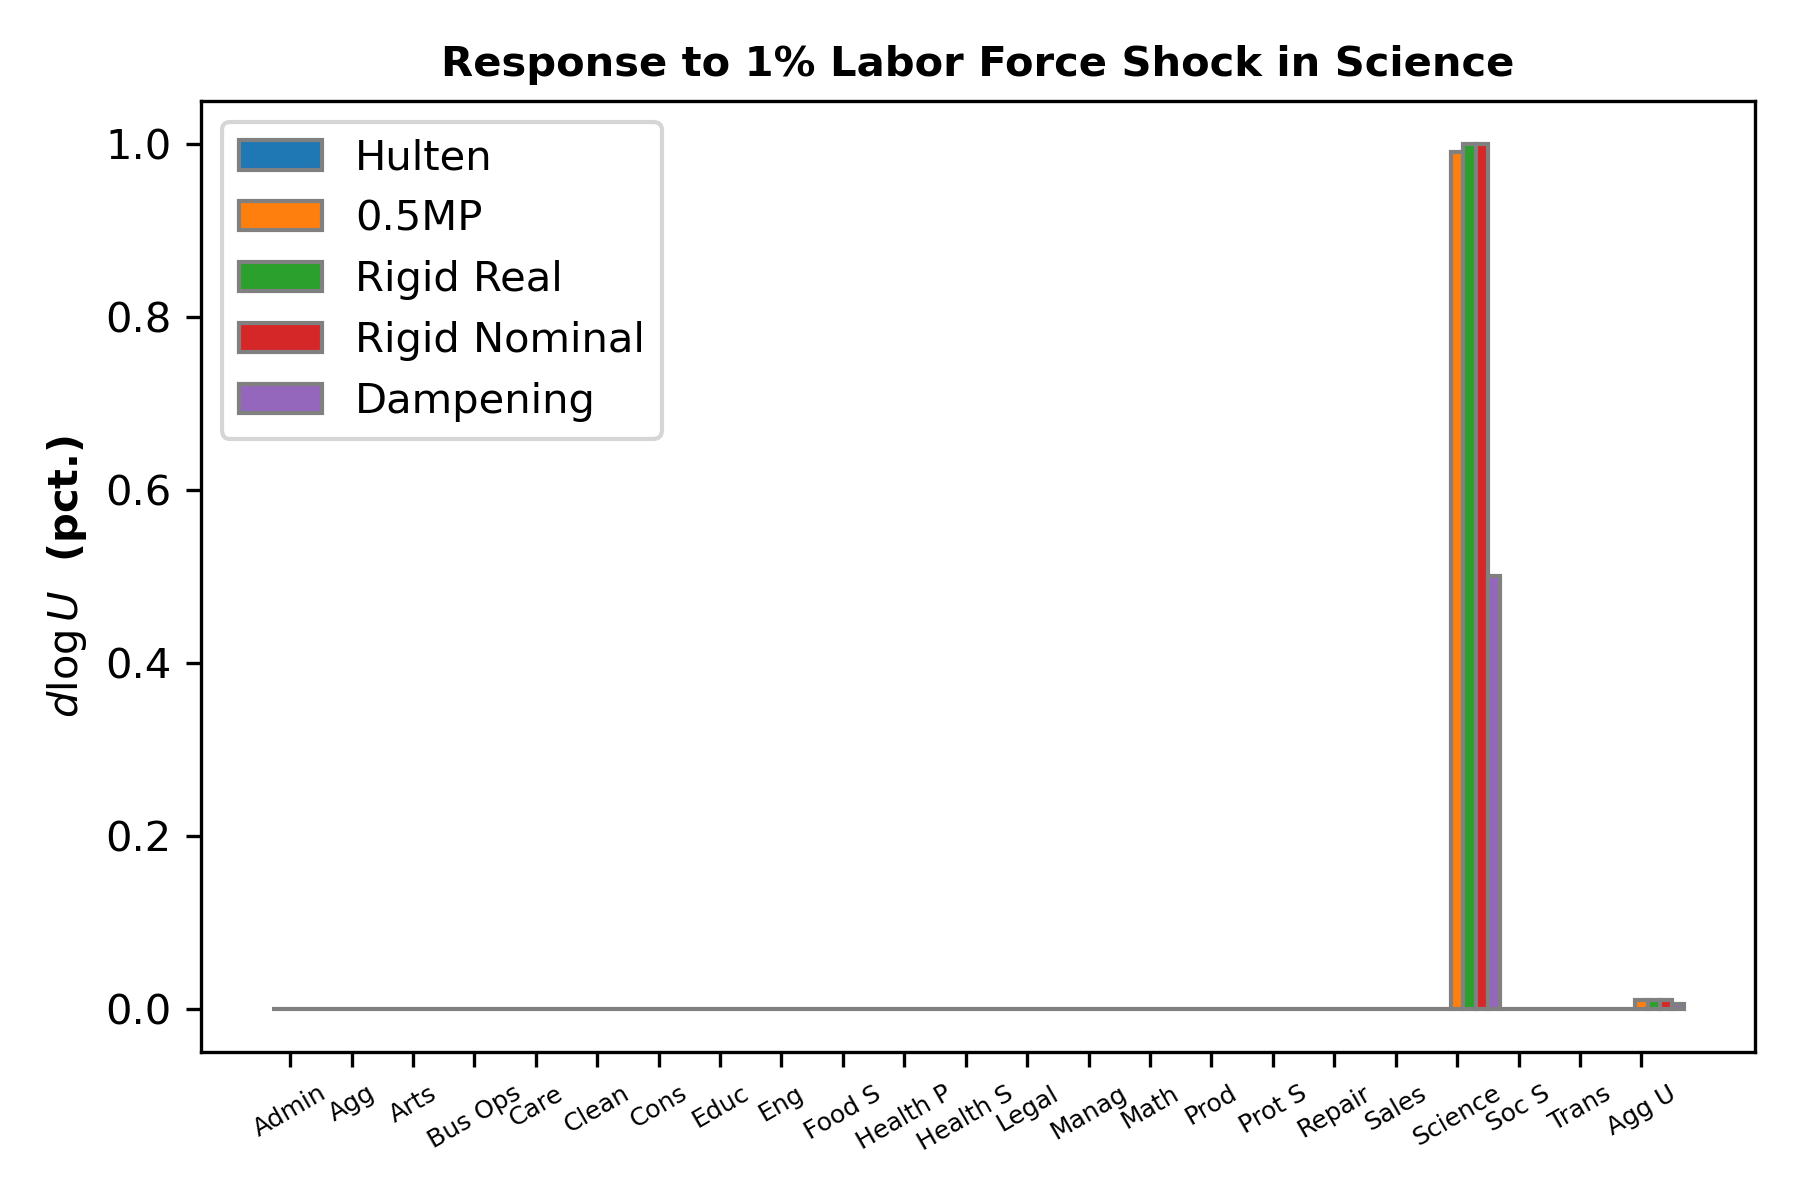 Response to 1% Labor Force Shock in Science
Hulten
0.5MP
Rigid Real
Rigid Nominal
Dampening
d log U (pct.)
1.0
0.8
0.6
0.4
0.2
0.0
Admin
Agg
Arts
Bus Ops
Care
Clean
Cons
Educ
Eng
Food S
Health P
Health S
Legal
Manag
Math
Prod
Prot S
Repair
Sales
Science
Soc S
Trans
Agg U